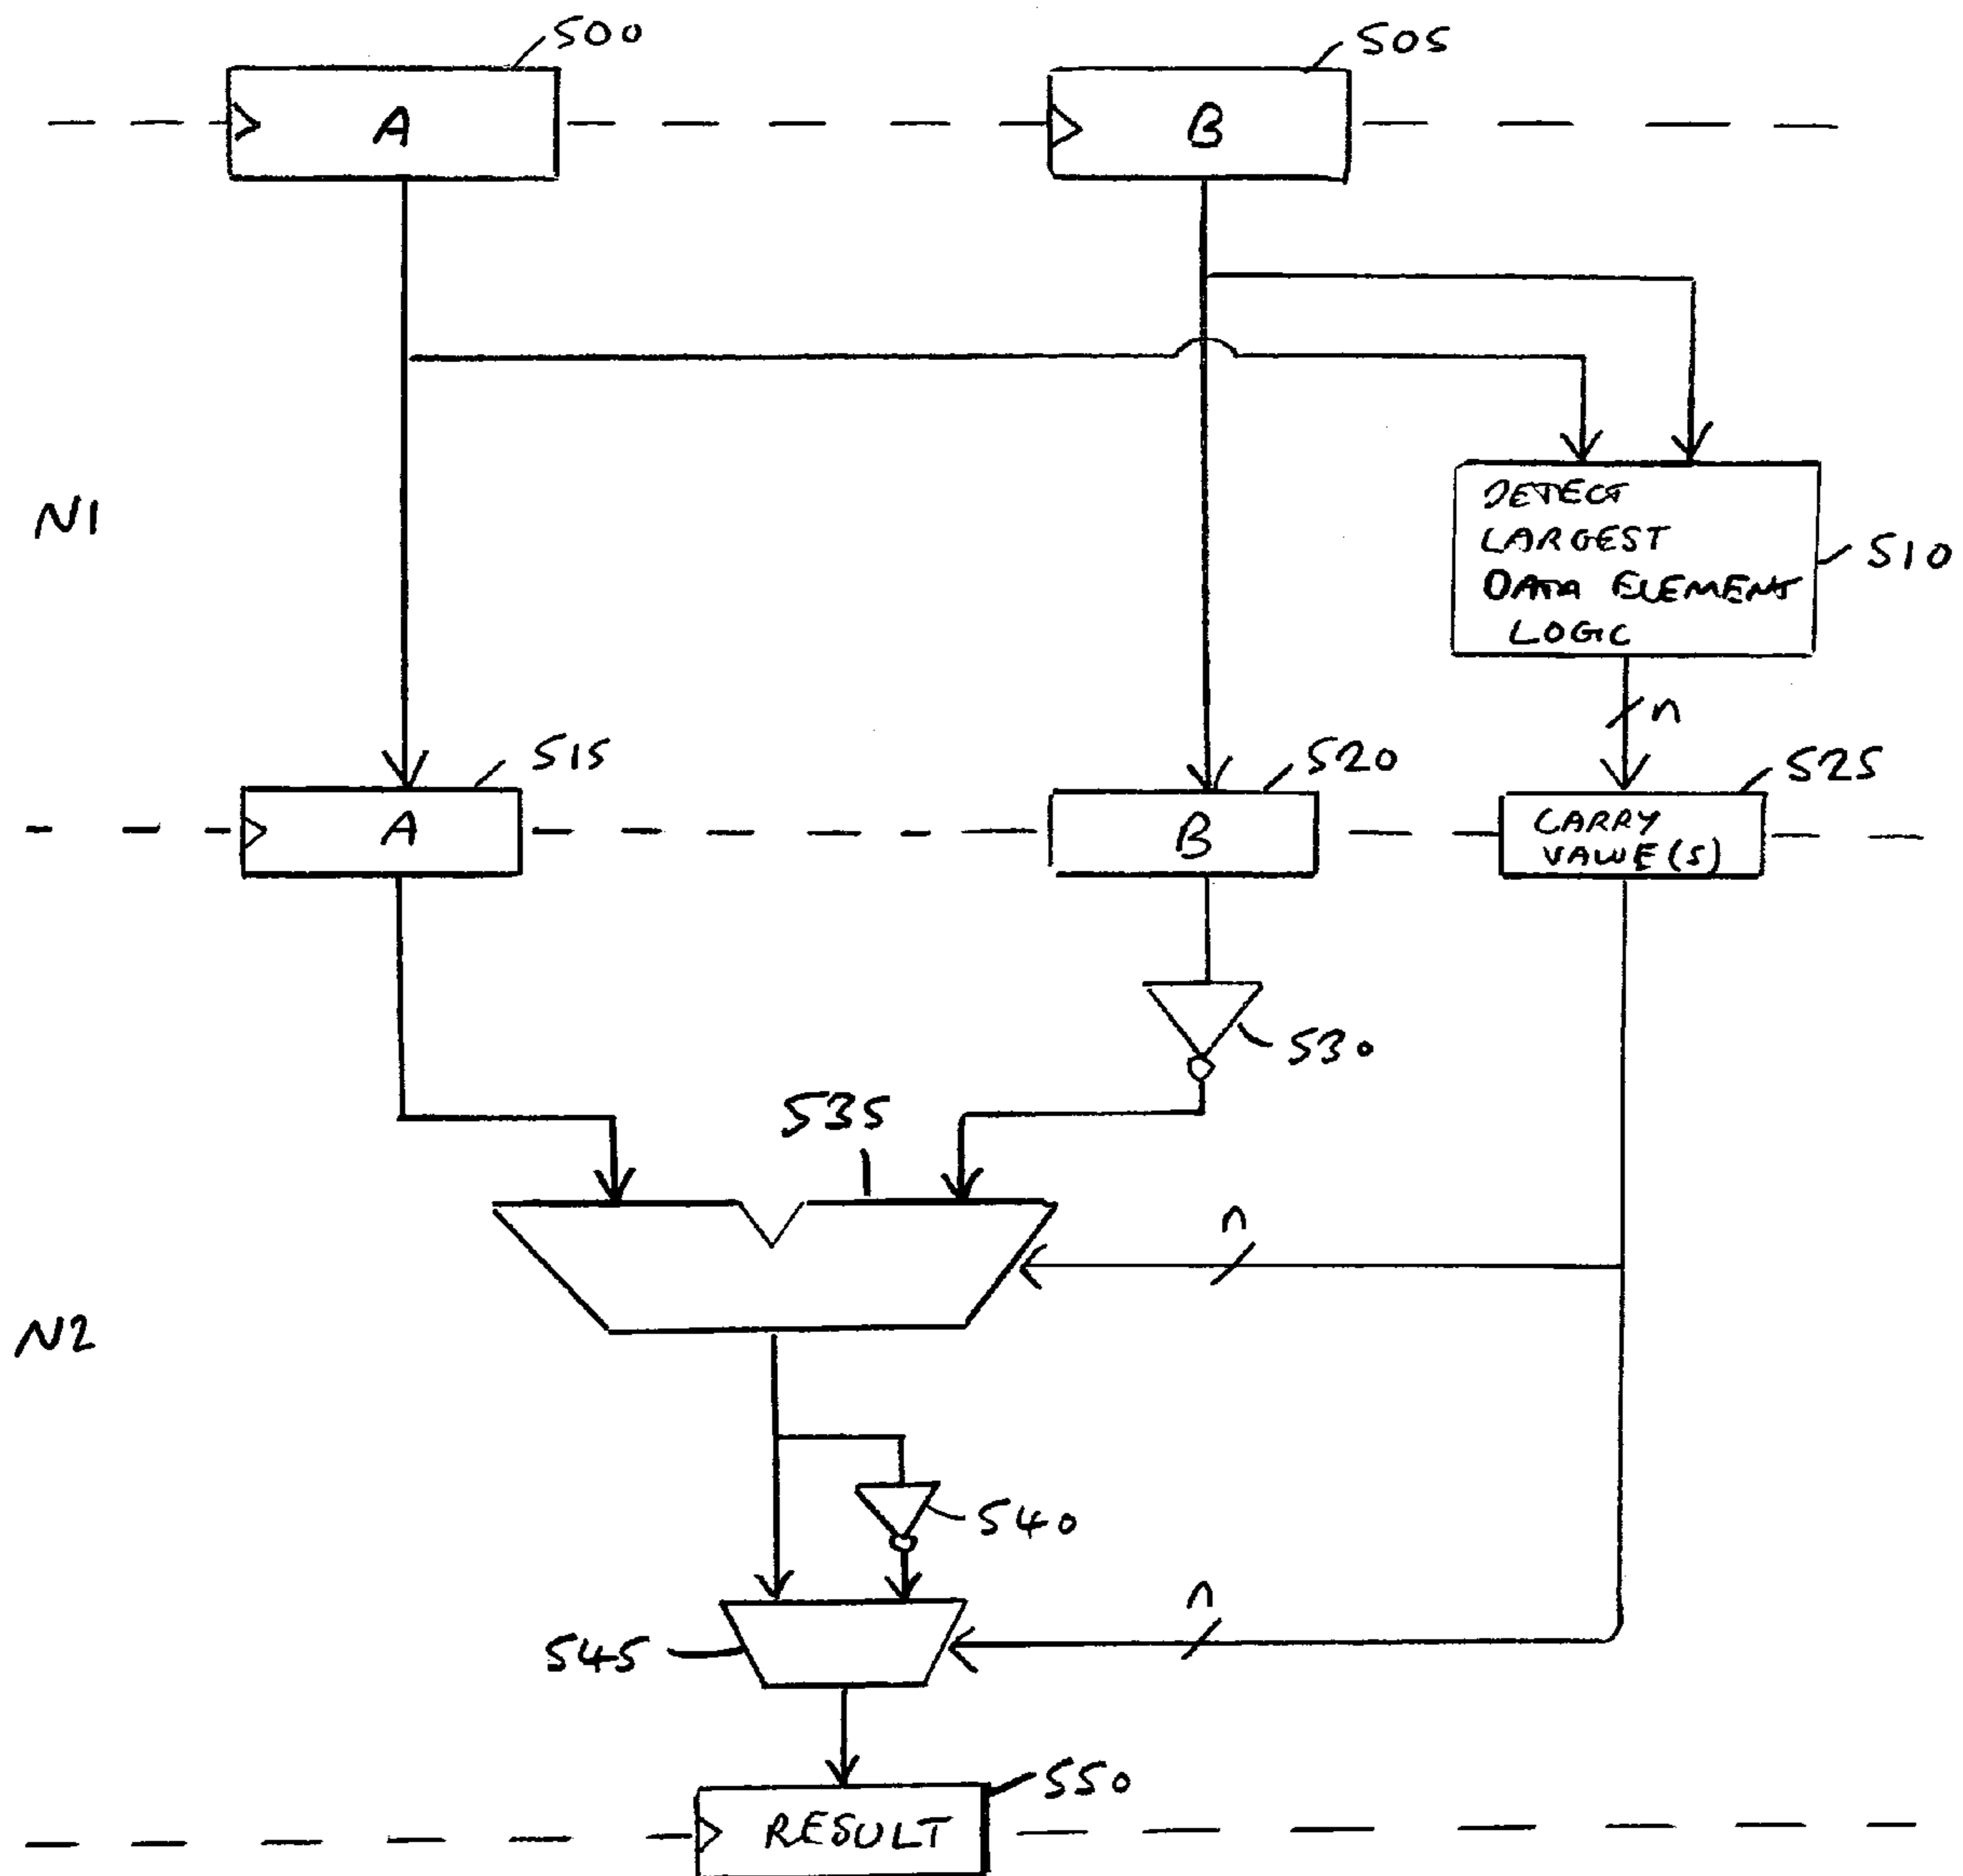 500
505
A
B
N1
DETECT
LARGEST
DATA ELEMENT
LOGIC
510
n
515
520
525
A
B
CARRY
VALUE(S)
530
535
n
N2
540
n
545
550
RESULT